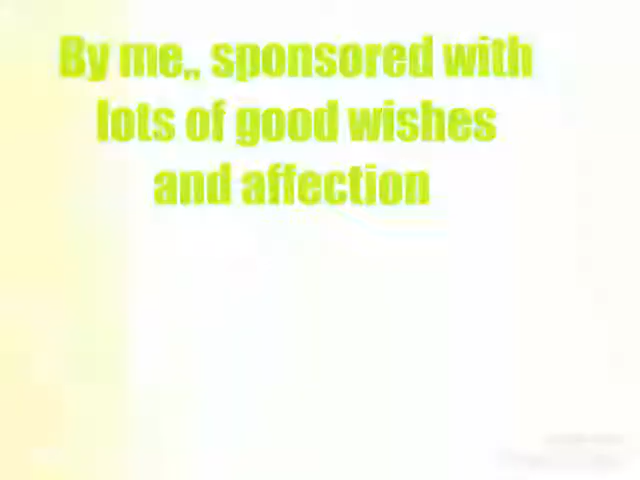 By me,, sponsored with
lots of good wishes
and affection